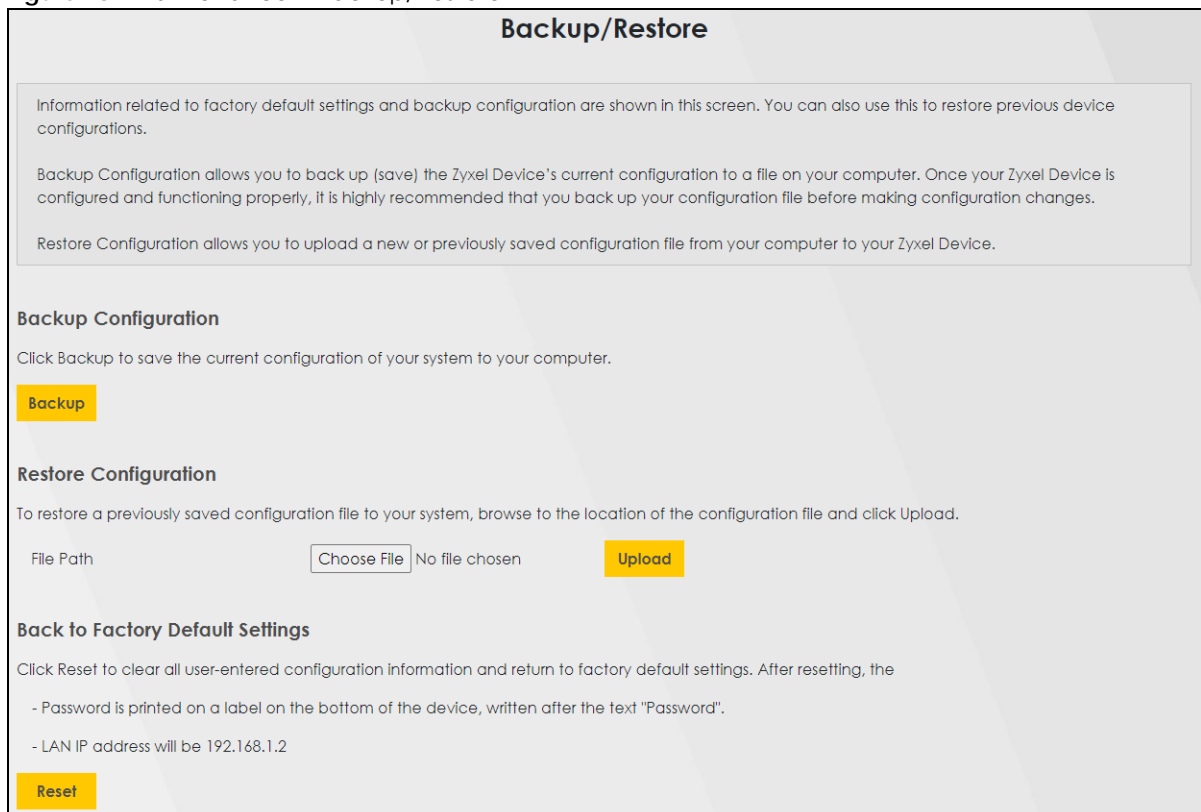 Backup/Restore
Information related to factory default settings and backup configuration are shown in this screen. You can also use this to restore previous device
configurations.
Backup Configuration allows you to back up (save) the Zyxel Device's current configuration to a file on your computer. Once your Zyxel Device is
configured and functioning properly, it is highly recommended that you back up your configuration file before making configuration changes.
Restore Configuration allows you to upload a new or previously saved configuration file from your computer to your Zyxel Device.
Backup Configuration
Click Backup to save the current configuration of your system to your computer.
Backup
Restore Configuration
To restore a previously saved configuration file to your system, browse to the location of the configuration file and click Upload.
File Path Choose File No file chosen Upload
Back to Factory Default Settings
Click Reset to clear all user-entered configuration information and return to factory default settings. After resetting, the
- Password is printed on a label on the bottom of the device, written after the text "Password".
- LAN IP address will be 192.168.1.2
Reset